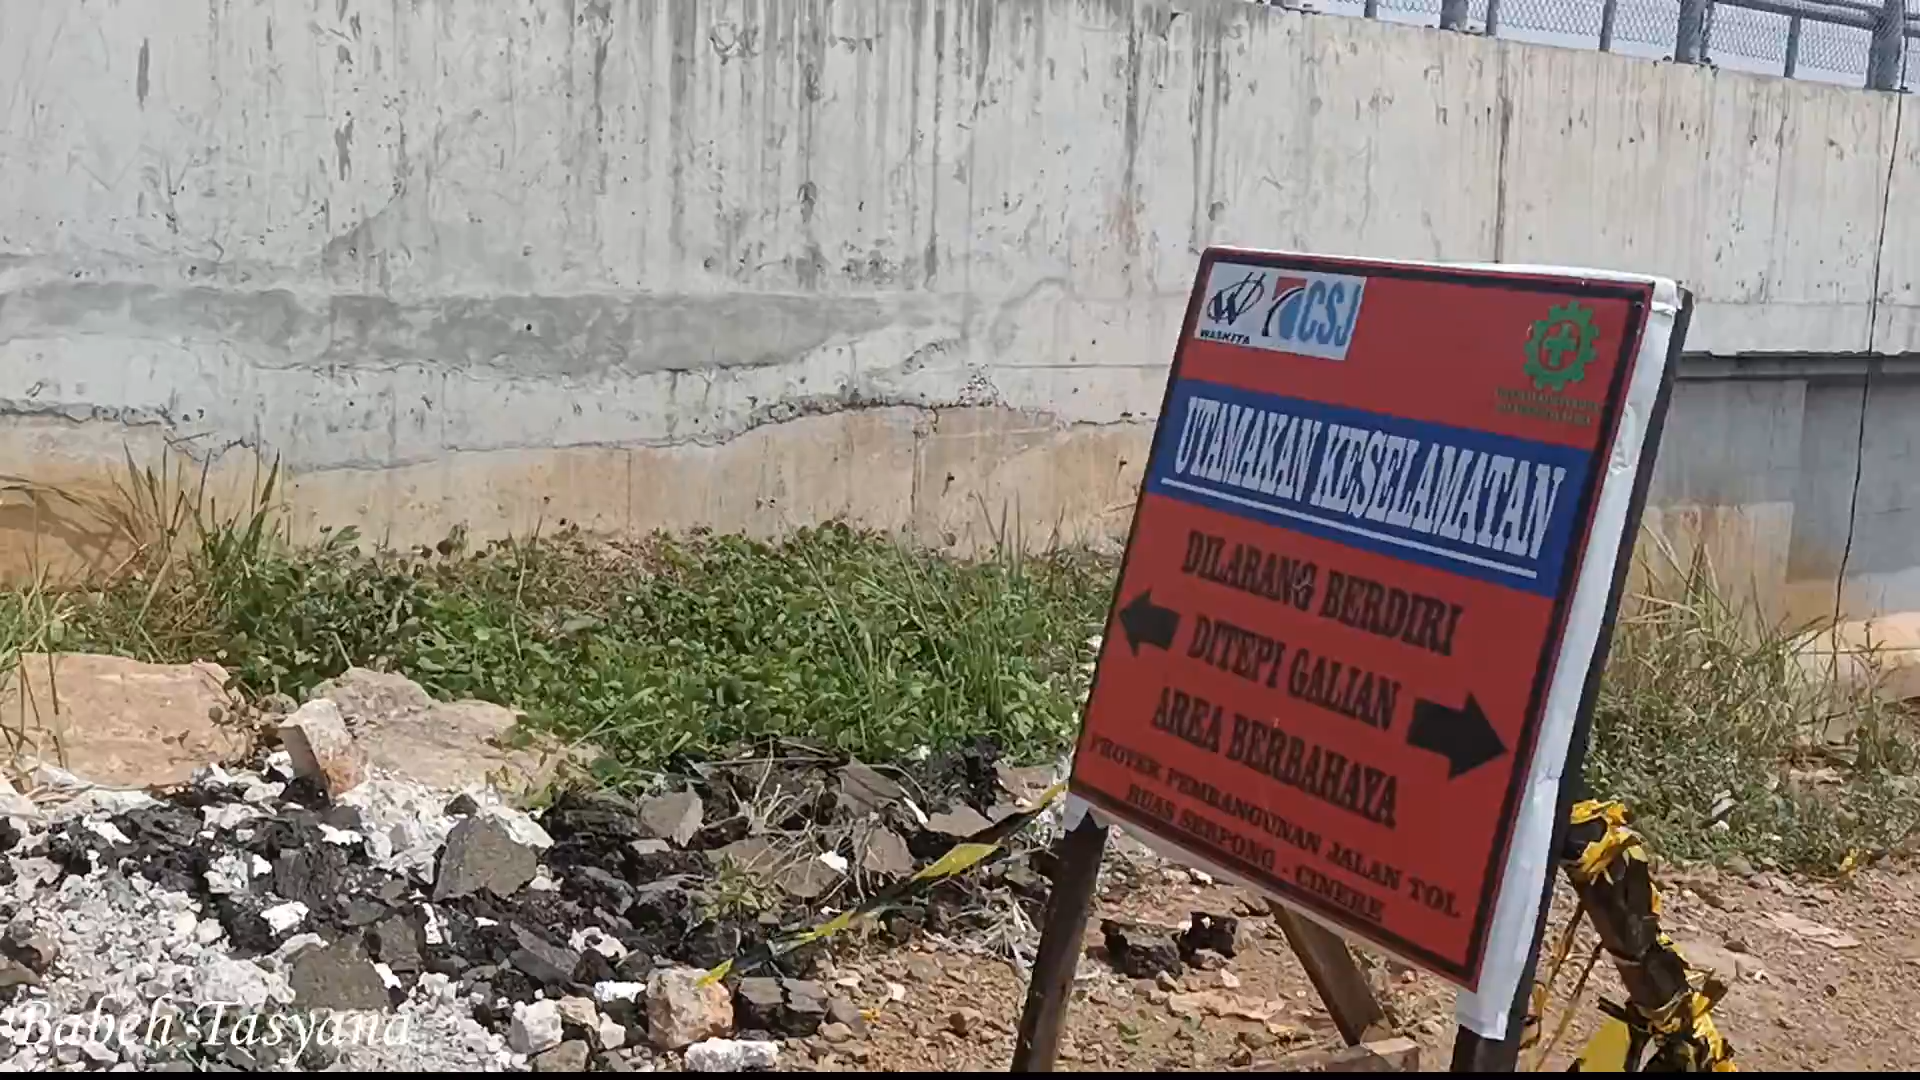 WASKITA CSJ
UTAMAKAN KESELAMATAN
DILARANG BERDIRI
DITEPI GALIAN
AREA BERBAHAYA
PROYEK PEMBANGUNAN JALAN TOL
RUAS SERPONG - CINERE
Babeh Tasyana